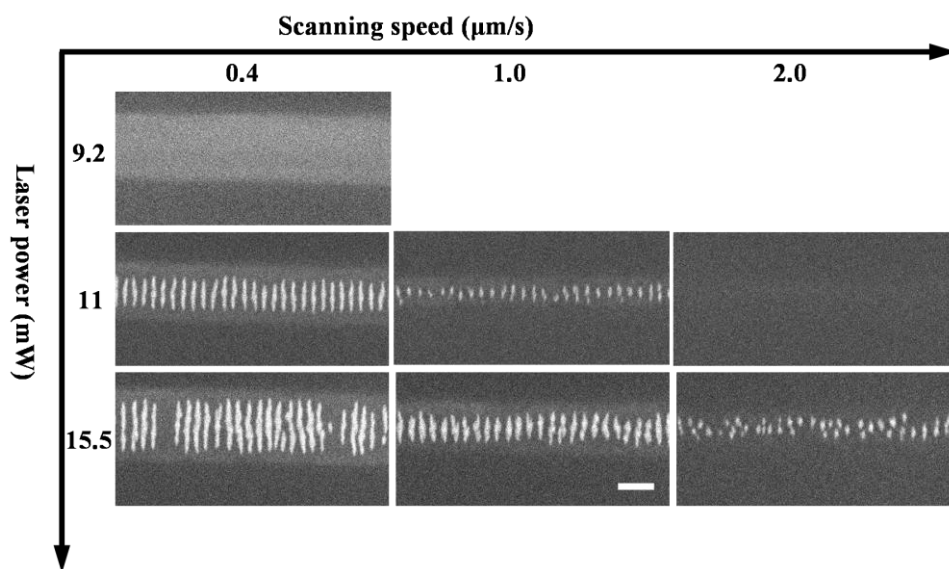 Scanning speed (μm/s)
0.4 1.0 2.0
Laser power (mW)
9.2
11
15.5